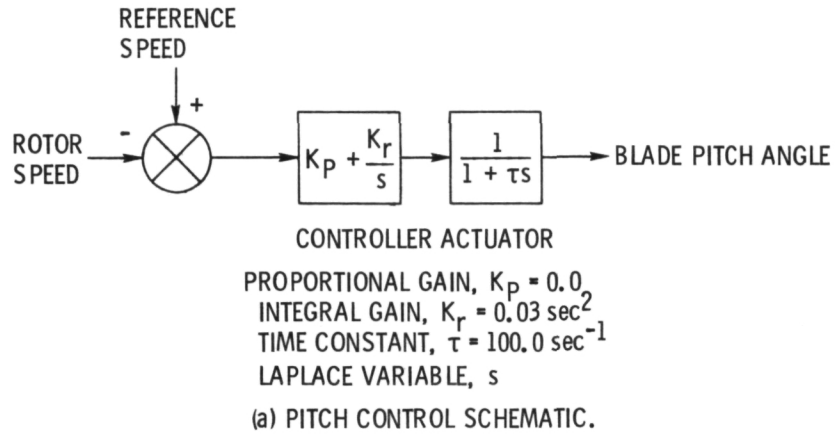 REFERENCE
SPEED
+
-
ROTOR
SPEED
K_P + K_r/s
1/(1 + τs)
BLADE PITCH ANGLE
CONTROLLER ACTUATOR
PROPORTIONAL GAIN, K_P = 0.0
INTEGRAL GAIN, K_r = 0.03 sec^2
TIME CONSTANT, τ = 100.0 sec^-1
LAPLACE VARIABLE, s
(a) PITCH CONTROL SCHEMATIC.